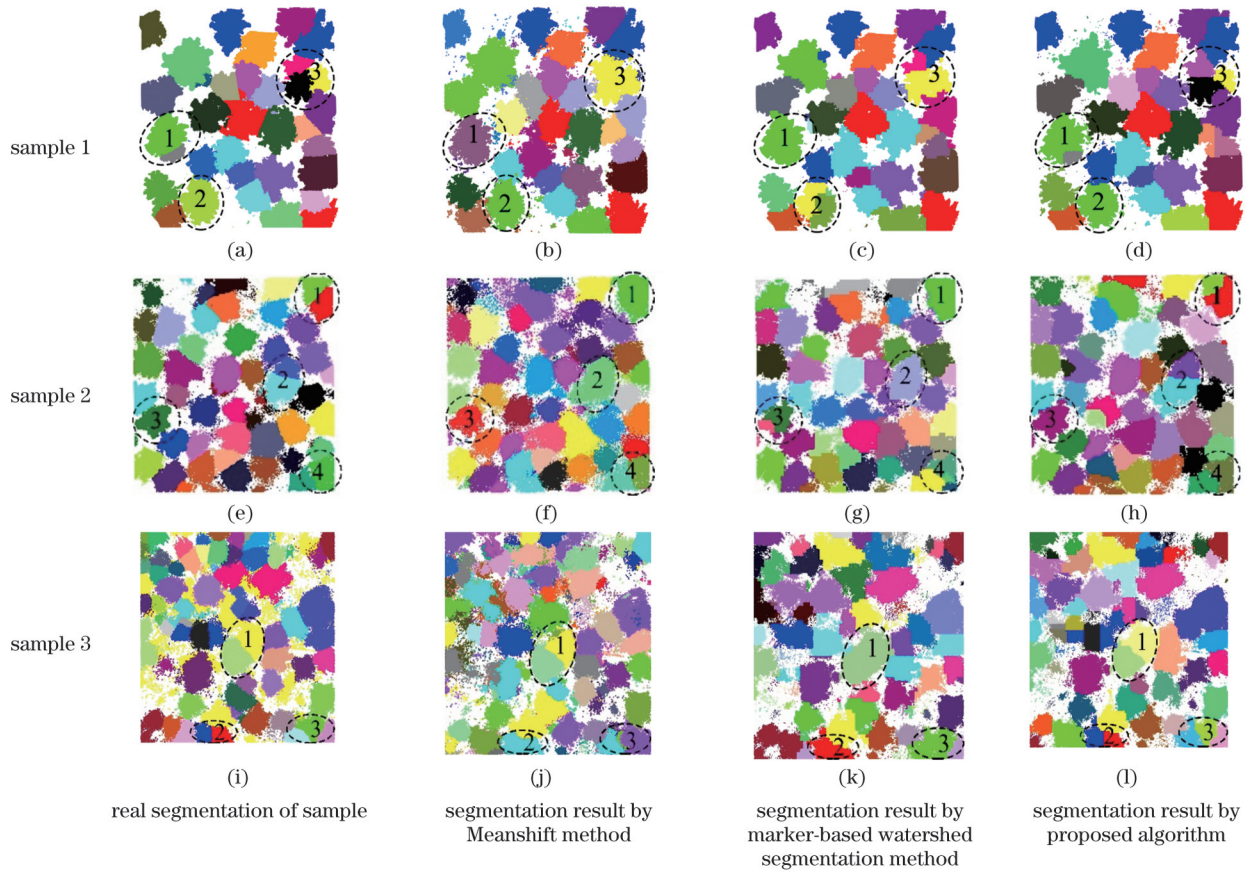 sample 1
3
1
2
3
1
2
3
1
2
3
1
2
(a)
(b)
(c)
(d)
sample 2
1
2
3
4
1
2
3
4
1
2
3
4
1
2
3
4
(e)
(f)
(g)
(h)
sample 3
1
2
3
1
2
3
1
2
3
1
2
3
(i)
(j)
(k)
(l)
real segmentation of sample
segmentation result by
Meanshift method
segmentation result by
marker-based watershed
segmentation method
segmentation result by
proposed algorithm